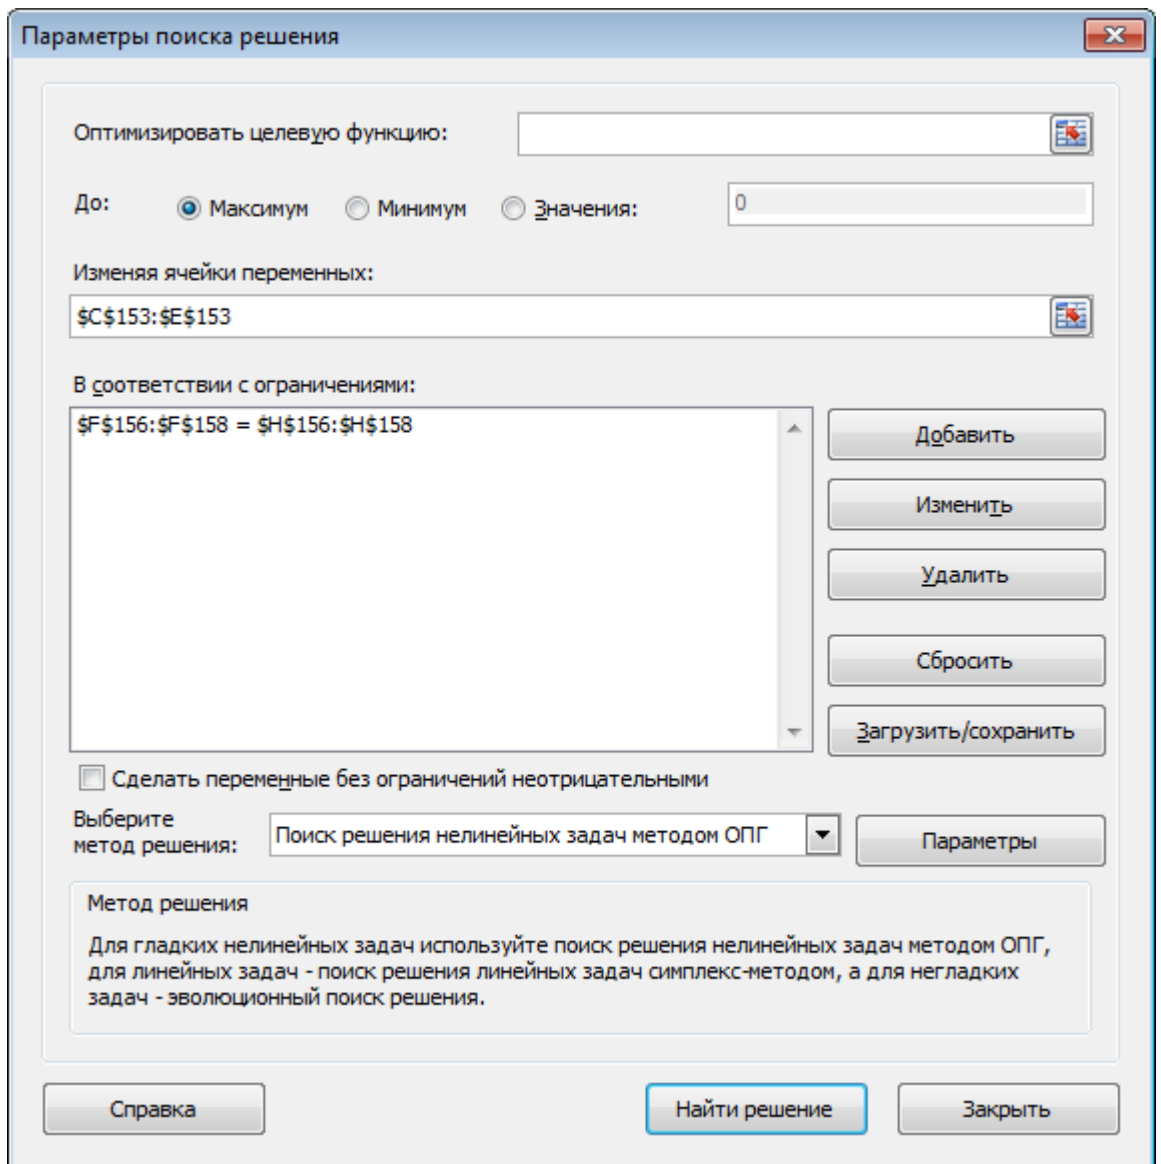 Параметры поиска решения
Оптимизировать целевую функцию:
До: Максимум Минимум Значения: 0
Изменяя ячейки переменных:
$C$153:$E$153
В соответствии с ограничениями:
$F$156:$F$158 = $H$156:$H$158
Добавить
Изменить
Удалить
Сбросить
Загрузить/сохранить
Сделать переменные без ограничений неотрицательными
Выберите
метод решения:
Поиск решения нелинейных задач методом ОПГ
Параметры
Метод решения
Для гладких нелинейных задач используйте поиск решения нелинейных задач методом ОПГ,
для линейных задач - поиск решения линейных задач симплекс-методом, а для негладких
задач - эволюционный поиск решения.
Справка Найти решение Закрыть